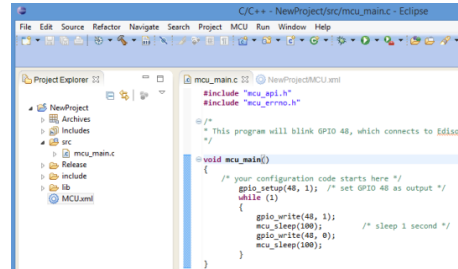 C/C++ - NewProject/src/mcu_main.c - Eclipse
File Edit Source Refactor Navigate Search Project MCU Run Window Help
Project Explorer
mcu_main.c NewProject/MCU.xml
NewProject
Archives
Includes
src
mcu_main.c
Release
include
lib
MCU.xml
#include "mcu_api.h"
#include "mcu_errno.h"
/*
* This program will blink GPIO 48, which connects to Ediso
*/
void mcu_main()
{
/* your configuration code starts here */
gpio_setup(48, 1); /* set GPIO 48 as output */
while (1)
{
gpio_write(48, 1);
mcu_sleep(100); /* sleep 1 second */
gpio_write(48, 0);
mcu_sleep(100);
}
}